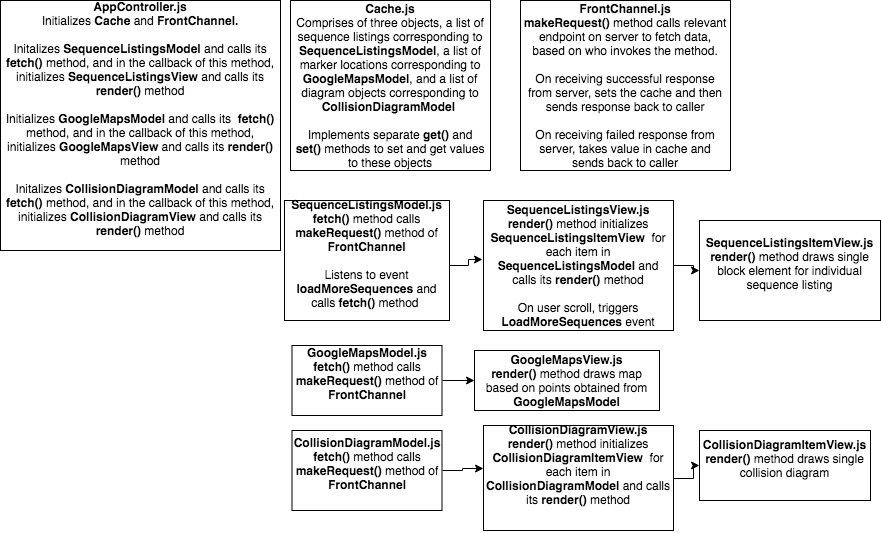 AppController.js
Initializes Cache and FrontChannel.
Initalizes SequenceListingsModel and calls its
fetch() method, and in the callback of this method,
initializes SequenceListingsView and calls its
render() method
Initializes GoogleMapsModel and calls its fetch()
method, and in the callback of this method,
initializes GoogleMapsView and calls its render()
method
Initalizes CollisionDiagramModel and calls its
fetch() method, and in the callback of this method,
initializes CollisionDiagramView and calls its
render() method
Cache.js
Comprises of three objects, a list of
sequence listings corresponding to
SequenceListingsModel, a list of
marker locations corresponding to
GoogleMapsModel, and a list of
diagram objects corresponding to
CollisionDiagramModel
Implements separate get() and
set() methods to set and get values
to these objects
FrontChannel.js
makeRequest() method calls relevant
endpoint on server to fetch data,
based on who invokes the method.
On receiving successful response
from server, sets the cache and then
sends response back to caller
On receiving failed response from
server, takes value in cache and
sends back to caller
SequenceListingsModel.js
fetch() method calls
makeRequest() method of
FrontChannel
Listens to event
loadMoreSequences and
calls fetch() method
SequenceListingsView.js
render() method initializes
SequenceListingsItemView for
each item in
SequenceListingsModel and
calls its render() method
On user scroll, triggers
LoadMoreSequences event
SequenceListingsItemView.js
render() method draws single
block element for individual
sequence listing
GoogleMapsModel.js
fetch() method calls
makeRequest() method of
FrontChannel
GoogleMapsView.js
render() method draws map
based on points obtained from
GoogleMapsModel
CollisionDiagramModel.js
fetch() method calls
makeRequest() method of
FrontChannel
CollisionDiagramView.js
render() method initializes
CollisionDiagramItemView for
each item in
CollisionDiagramModel and calls
its render() method
CollisionDiagramItemView.js
render() method draws single
collision diagram